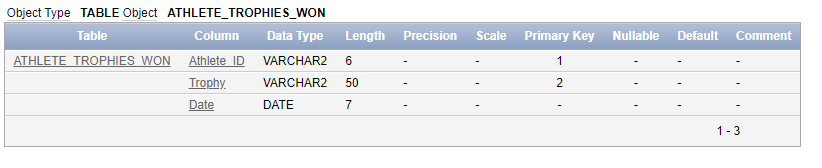 Object Type TABLE Object ATHLETE_TROPHIES_WON
Table Column Data Type Length Precision Scale Primary Key Nullable Default Comment
ATHLETE_TROPHIES_WON Athlete_ID VARCHAR2 6 - - 1 - - -
Trophy VARCHAR2 50 - - 2 - - -
Date DATE 7 - - - - - -
1 - 3